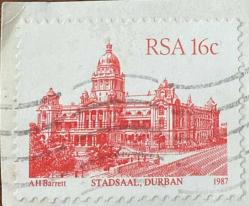 RSA 16c
A H Barrett STADSAAL, DURBAN 1987